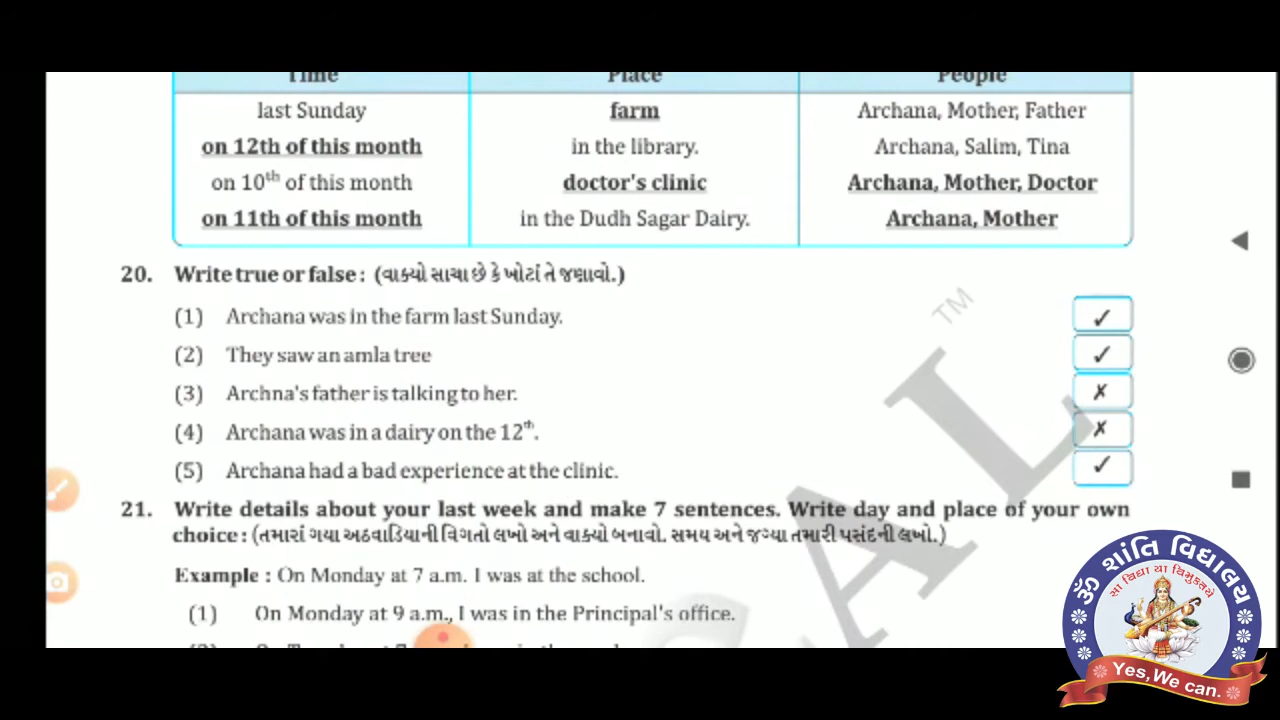 Time Place People
last Sunday farm Archana, Mother, Father
on 12th of this month in the library. Archana, Salim, Tina
on 10th of this month doctor's clinic Archana, Mother, Doctor
on 11th of this month in the Dudh Sagar Dairy. Archana, Mother
20. Write true or false : (વાક્યો સાચા છે કે ખોટાં તે જણાવો.)
(1) Archana was in the farm last Sunday. ✓
(2) They saw an amla tree ✓
(3) Archna's father is talking to her. ✗
(4) Archana was in a dairy on the 12th. ✗
(5) Archana had a bad experience at the clinic. ✓
21. Write details about your last week and make 7 sentences. Write day and place of your own
choice : (તમારાં ગયા અઠવાડિયાની વિગતો લખો અને વાક્યો બનાવો. સમય અને જગ્યા તમારી પસંદની લખો.)
Example : On Monday at 7 a.m. I was at the school.
(1) On Monday at 9 a.m., I was in the Principal's office.
TM
ૐ શાંતિ વિદ્યાલય
સા વિદ્યા યા વિમુક્તયે
Yes, We can.